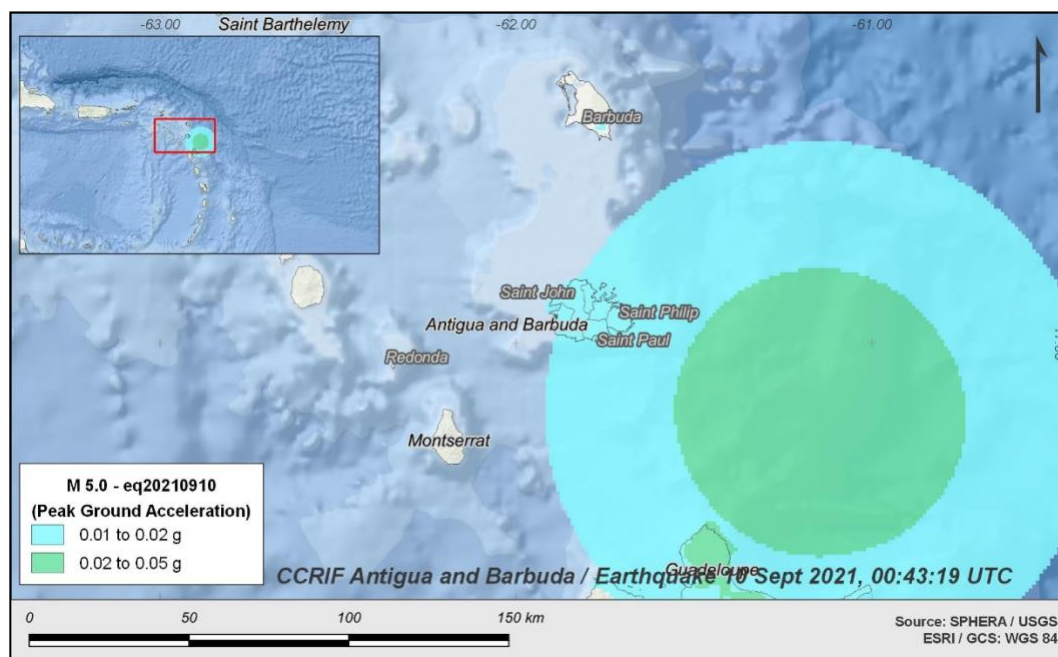 -63.00
-62.00
-61.00
Saint Barthelemy
Barbuda
Saint John
Saint Philip
Antigua and Barbuda
Saint Paul
Redonda
Montserrat
M 5.0 - eq20210910
(Peak Ground Acceleration)
0.01 to 0.02 g
0.02 to 0.05 g
Guadeloupe
CCRIF Antigua and Barbuda / Earthquake 10 Sept 2021, 00:43:19 UTC
0 50 100 150 km
Source: SPHERA / USGS
ESRI / GCS: WGS 84